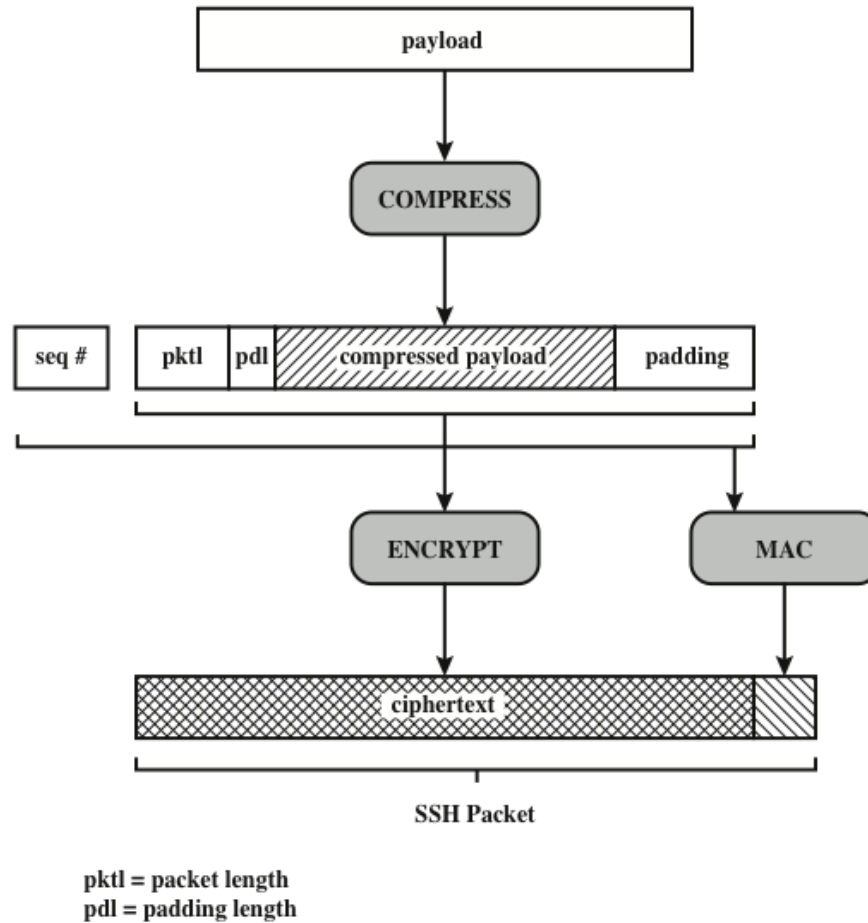 payload
COMPRESS
seq # pktl pdl compressed payload padding
ENCRYPT MAC
ciphertext
SSH Packet
pktl = packet length
pdl = padding length